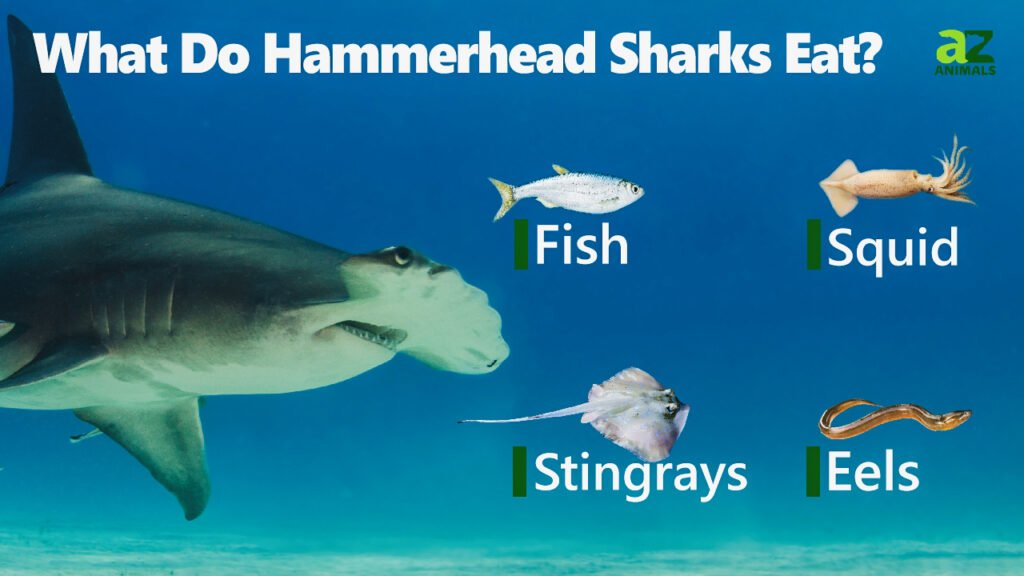 What Do Hammerhead Sharks Eat?
az
ANIMALS
Fish
Squid
Stingrays
Eels